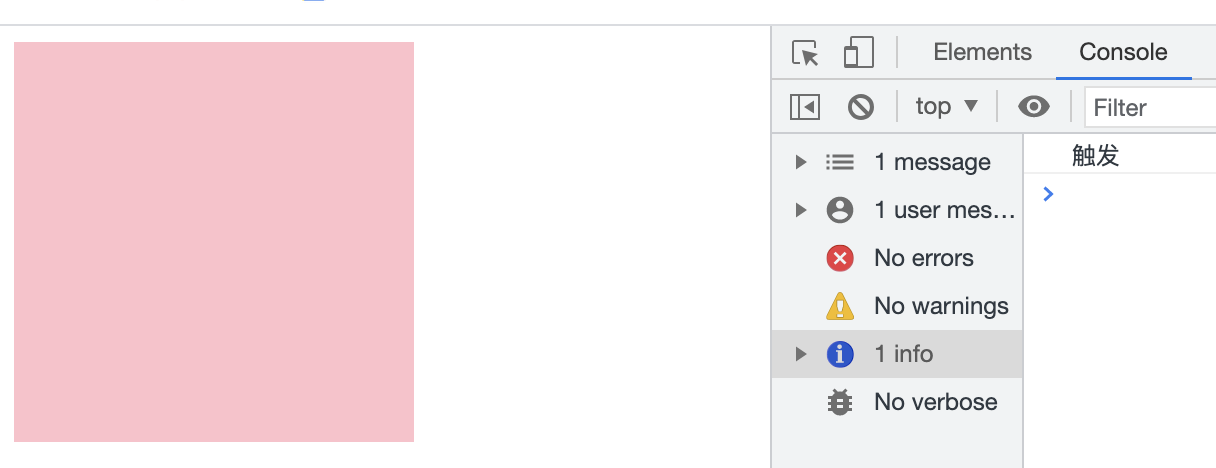 Elements Console
top Filter
1 message
1 user mes…
No errors
No warnings
1 info
No verbose
触发